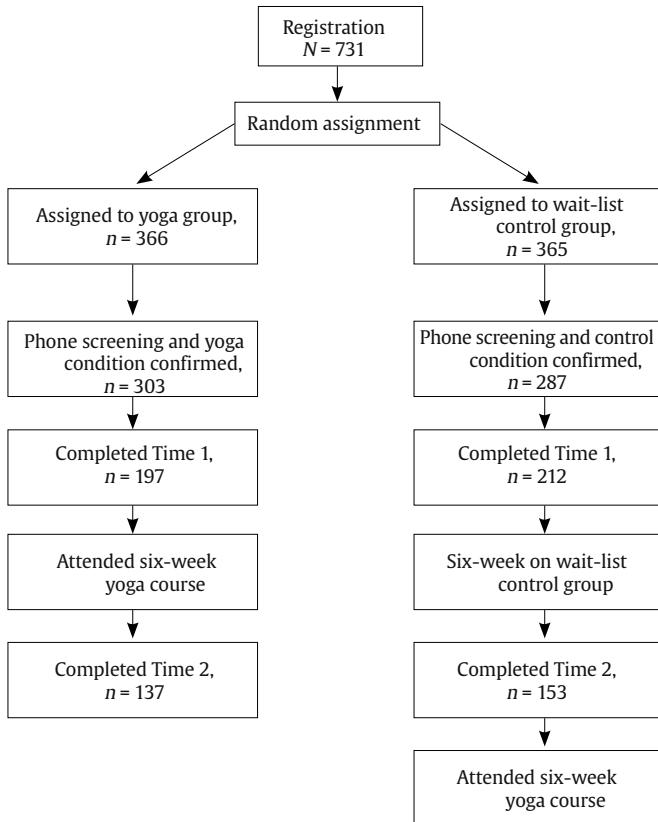 Registration
N = 731
Random assignment
Assigned to yoga group,
n = 366
Phone screening and yoga
condition confirmed,
n = 303
Completed Time 1,
n = 197
Attended six-week
yoga course
Completed Time 2,
n = 137
Assigned to wait-list
control group,
n = 365
Phone screening and control
condition confirmed,
n = 287
Completed Time 1,
n = 212
Six-week on wait-list
control group
Completed Time 2,
n = 153
Attended six-week
yoga course